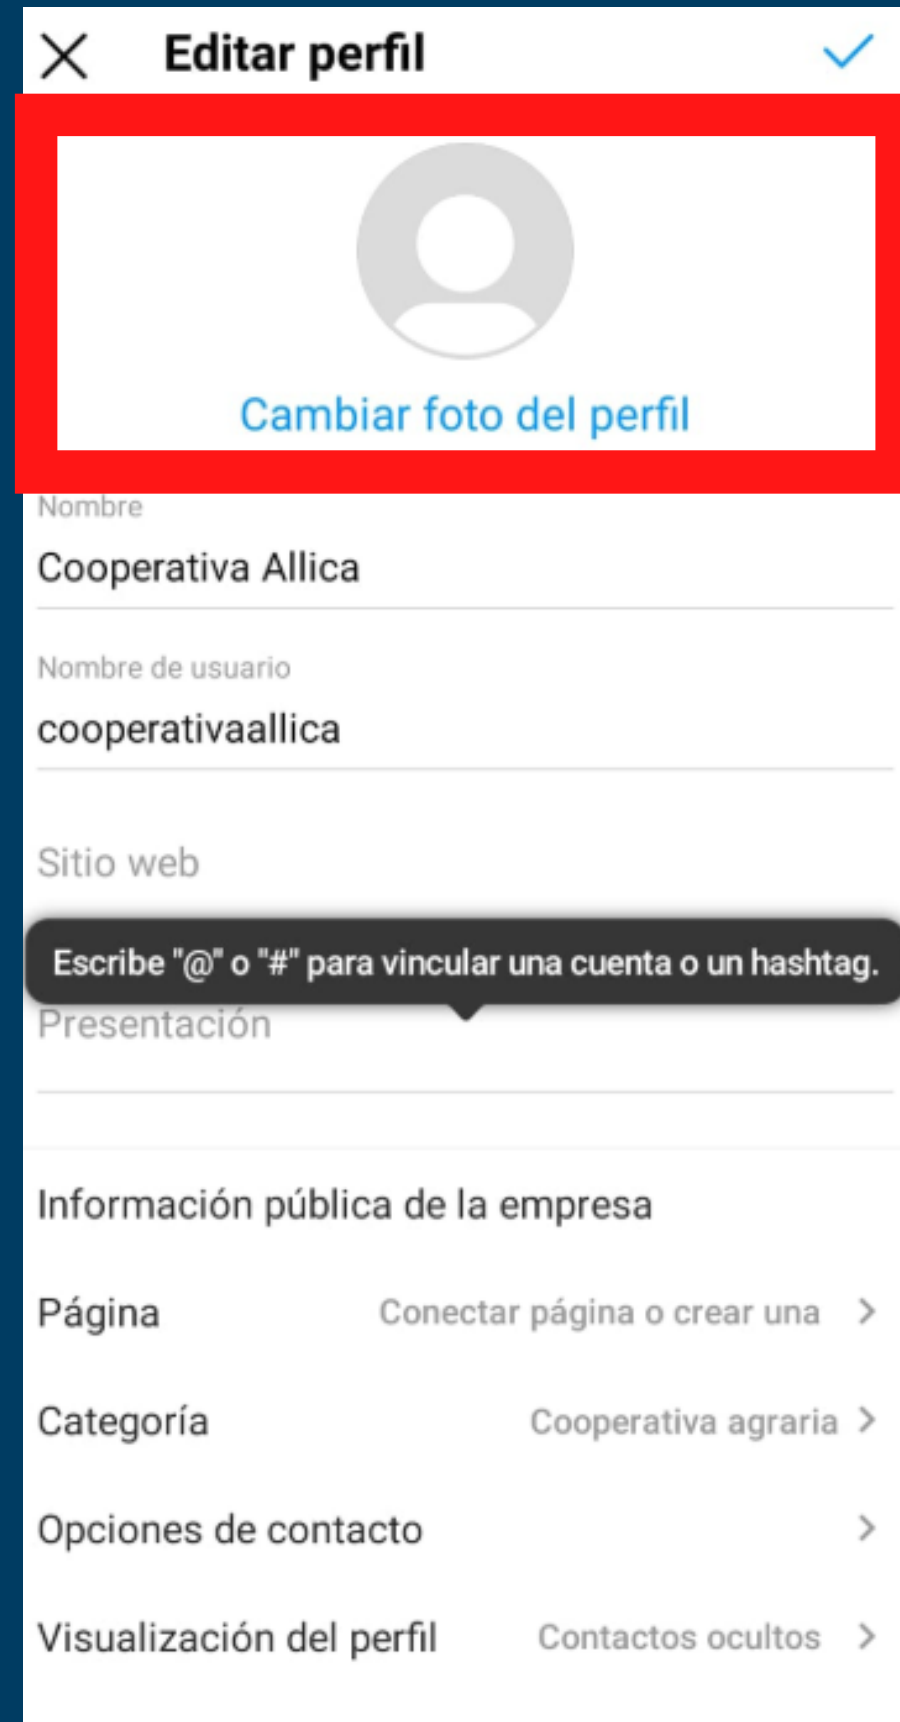 Editar perfil
Cambiar foto del perfil
Nombre
Cooperativa Allica
Nombre de usuario
cooperativaallica
Sitio web
Escribe "@" o "#" para vincular una cuenta o un hashtag.
Presentación
Información pública de la empresa
Página Conectar página o crear una >
Categoría Cooperativa agraria >
Opciones de contacto >
Visualización del perfil Contactos ocultos >